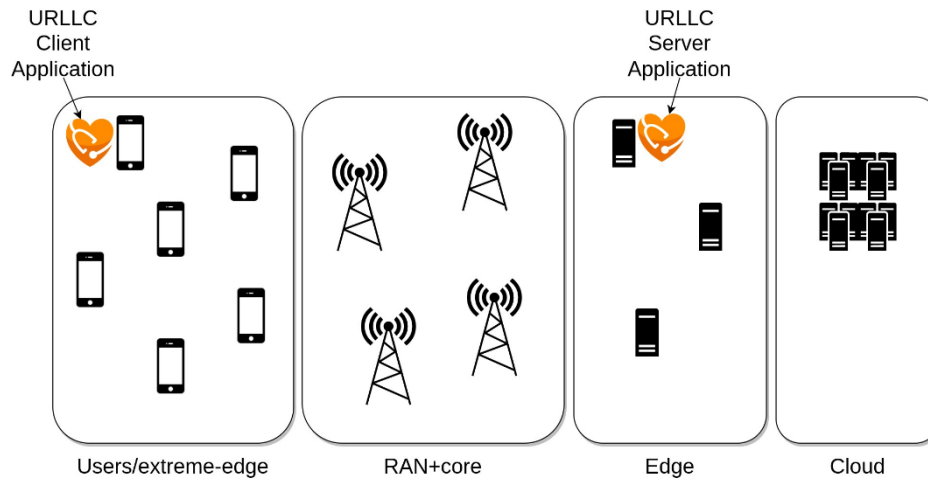 URLLC
Client
Application
URLLC
Server
Application
Users/extreme-edge
RAN+core
Edge
Cloud